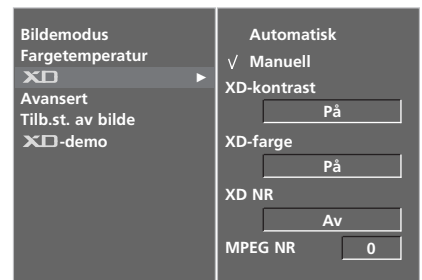 Bildemodus
Fargetemperatur
XD
Avansert
Tilb.st. av bilde
XD-demo
Automatisk
√ Manuell
XD-kontrast
På
XD-farge
På
XD NR
Av
MPEG NR 0